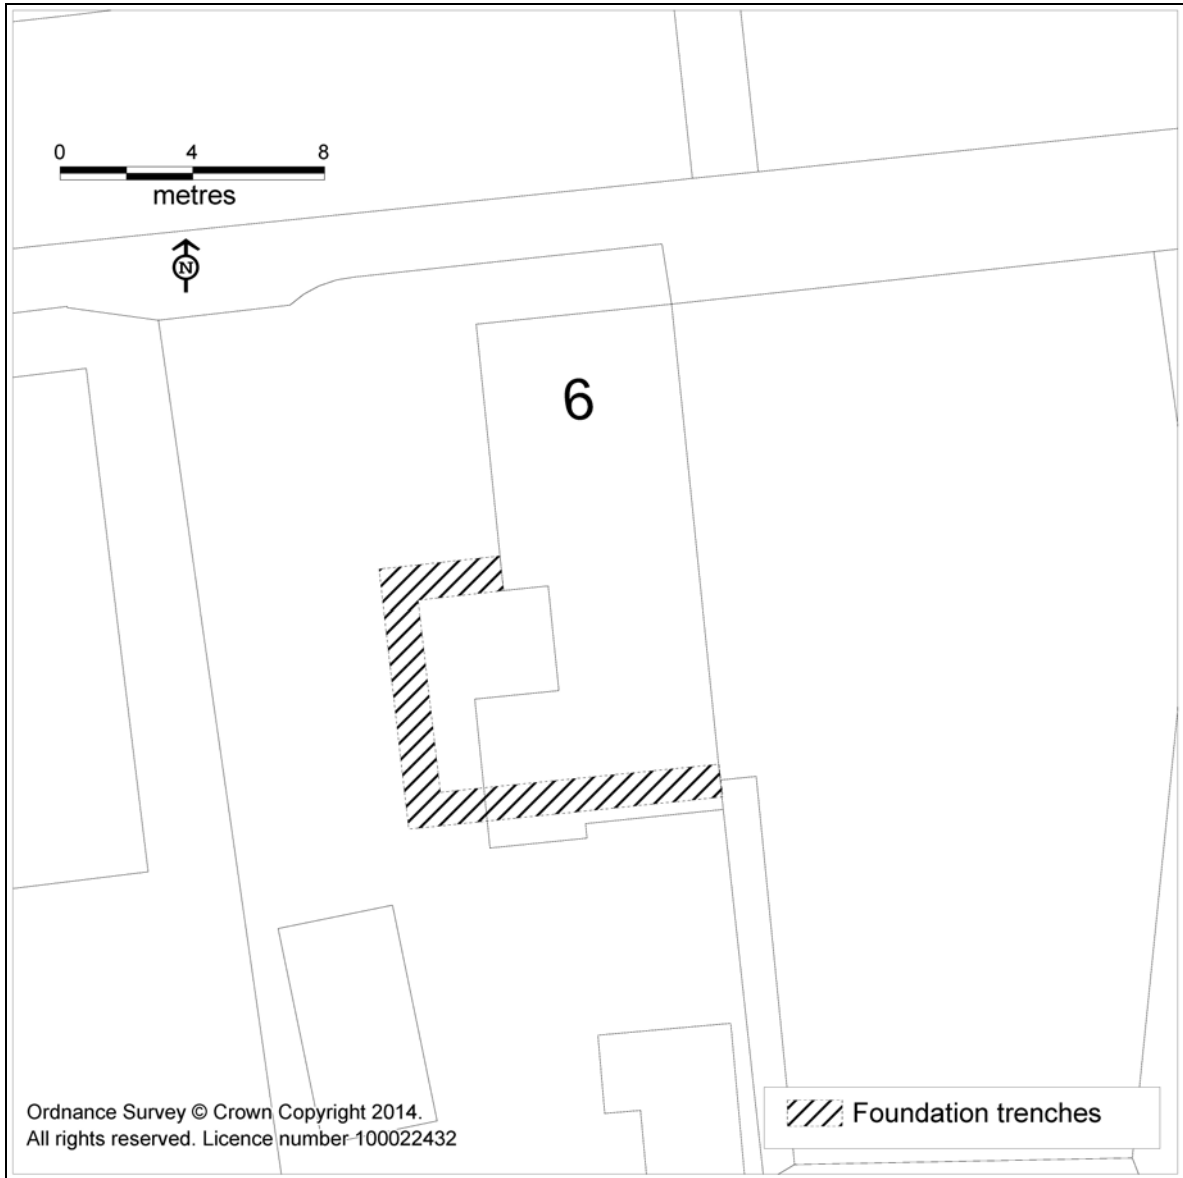 0 4 8
metres
N
6
Ordnance Survey © Crown Copyright 2014.
All rights reserved. Licence number 100022432
Foundation trenches